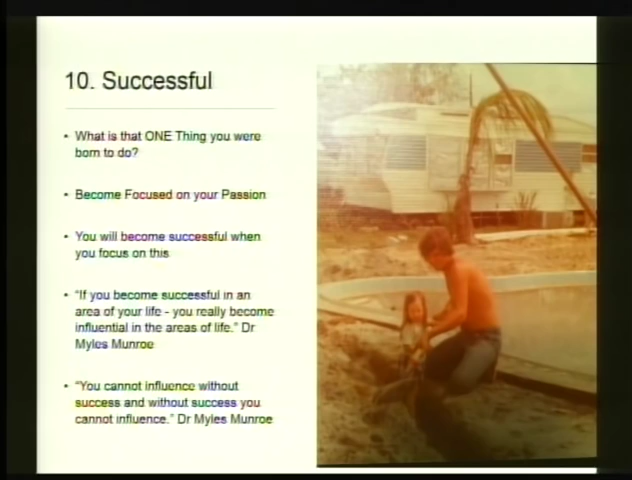 10. Successful
• What is that ONE Thing you were
born to do?
• Become Focused on your Passion
• You will become successful when
you focus on this
• "If you become successful in an
area of your life - you really become
influential in the areas of life." Dr
Myles Munroe
• "You cannot influence without
success and without success you
cannot influence." Dr Myles Munroe